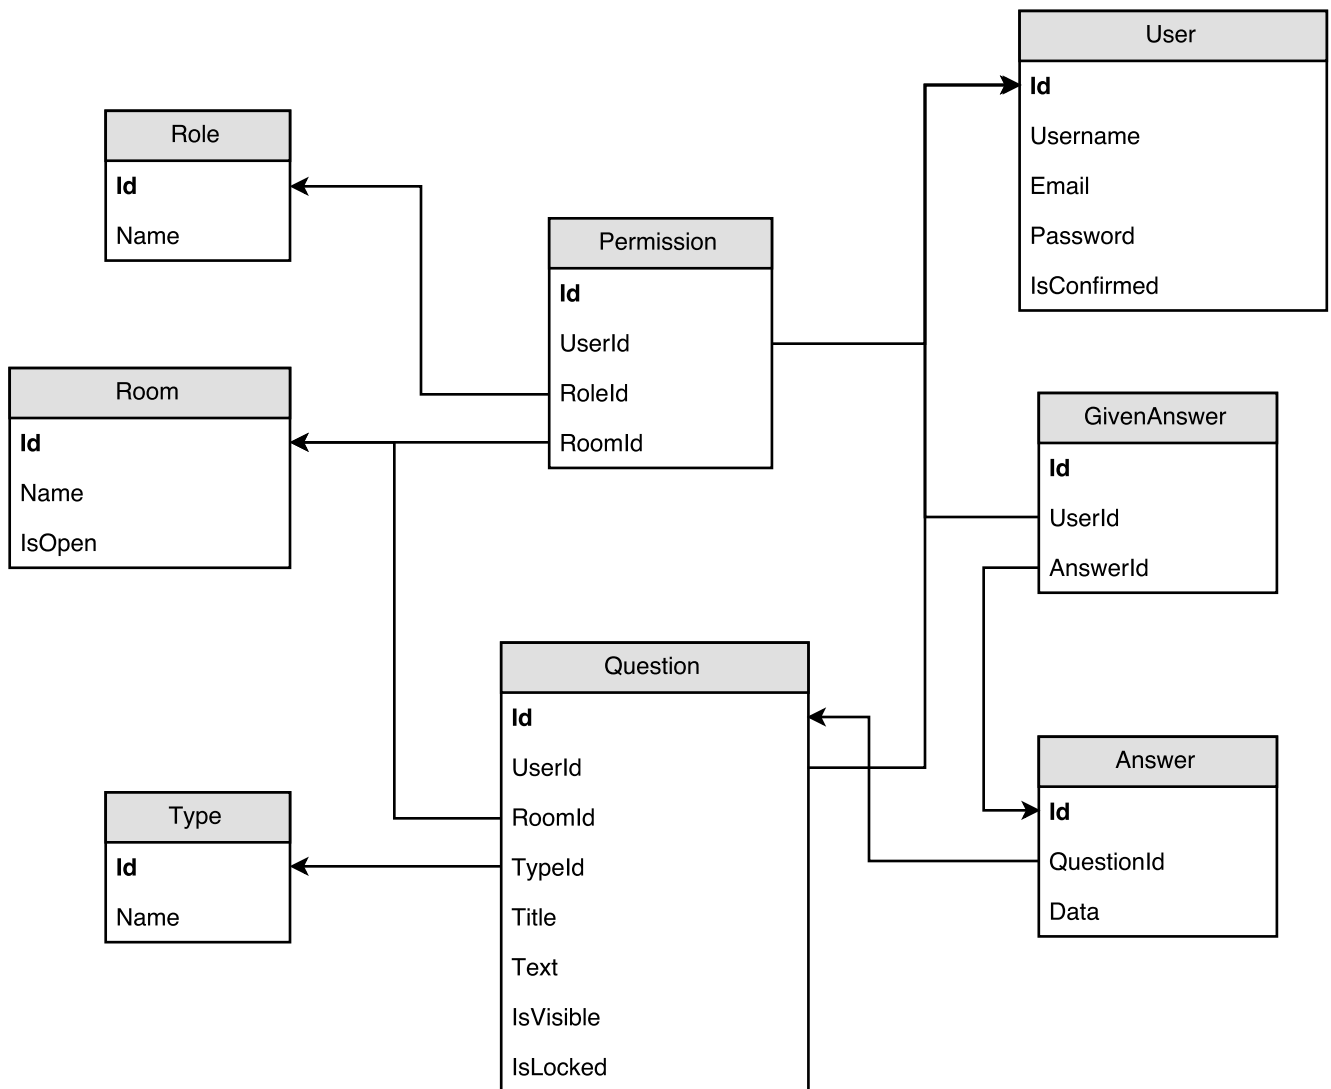 User
Id
Username
Email
Password
IsConfirmed
Role
Id
Name
Permission
Id
UserId
RoleId
RoomId
Room
Id
Name
IsOpen
GivenAnswer
Id
UserId
AnswerId
Question
Id
UserId
RoomId
TypeId
Title
Text
IsVisible
IsLocked
Answer
Id
QuestionId
Data
Type
Id
Name